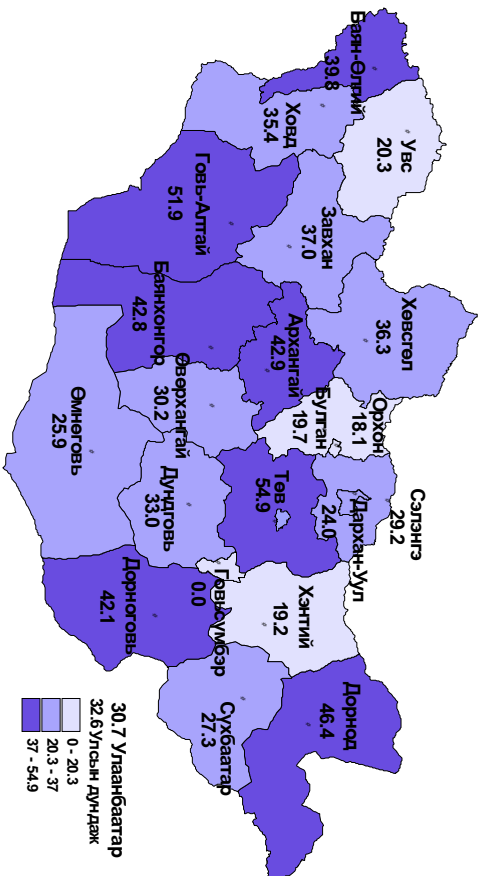 Баян-Өлгий
39.8
Увс
20.3
Ховд
35.4
Говь-Алтай
51.9
Завхан
37.0
Хөвсгөл
36.3
Баянхонгор
42.8
Архангай
42.9
Орхон
18.1
Булган
19.7
Өверхангай
30.2
Өмнөговь
25.9
Сэлэнгэ
29.2
Дархан-Уул
24.0
Төв
54.9
Дундговь
33.0
Говьсүмбэр
0.0
Дорноговь
42.1
Хэнтий
19.2
Дорнод
46.4
Сүхбаатар
27.3
30.7 Улаанбаатар
32.6 Улсын дундаж
0 - 20.3
20.3 - 37
37 - 54.9